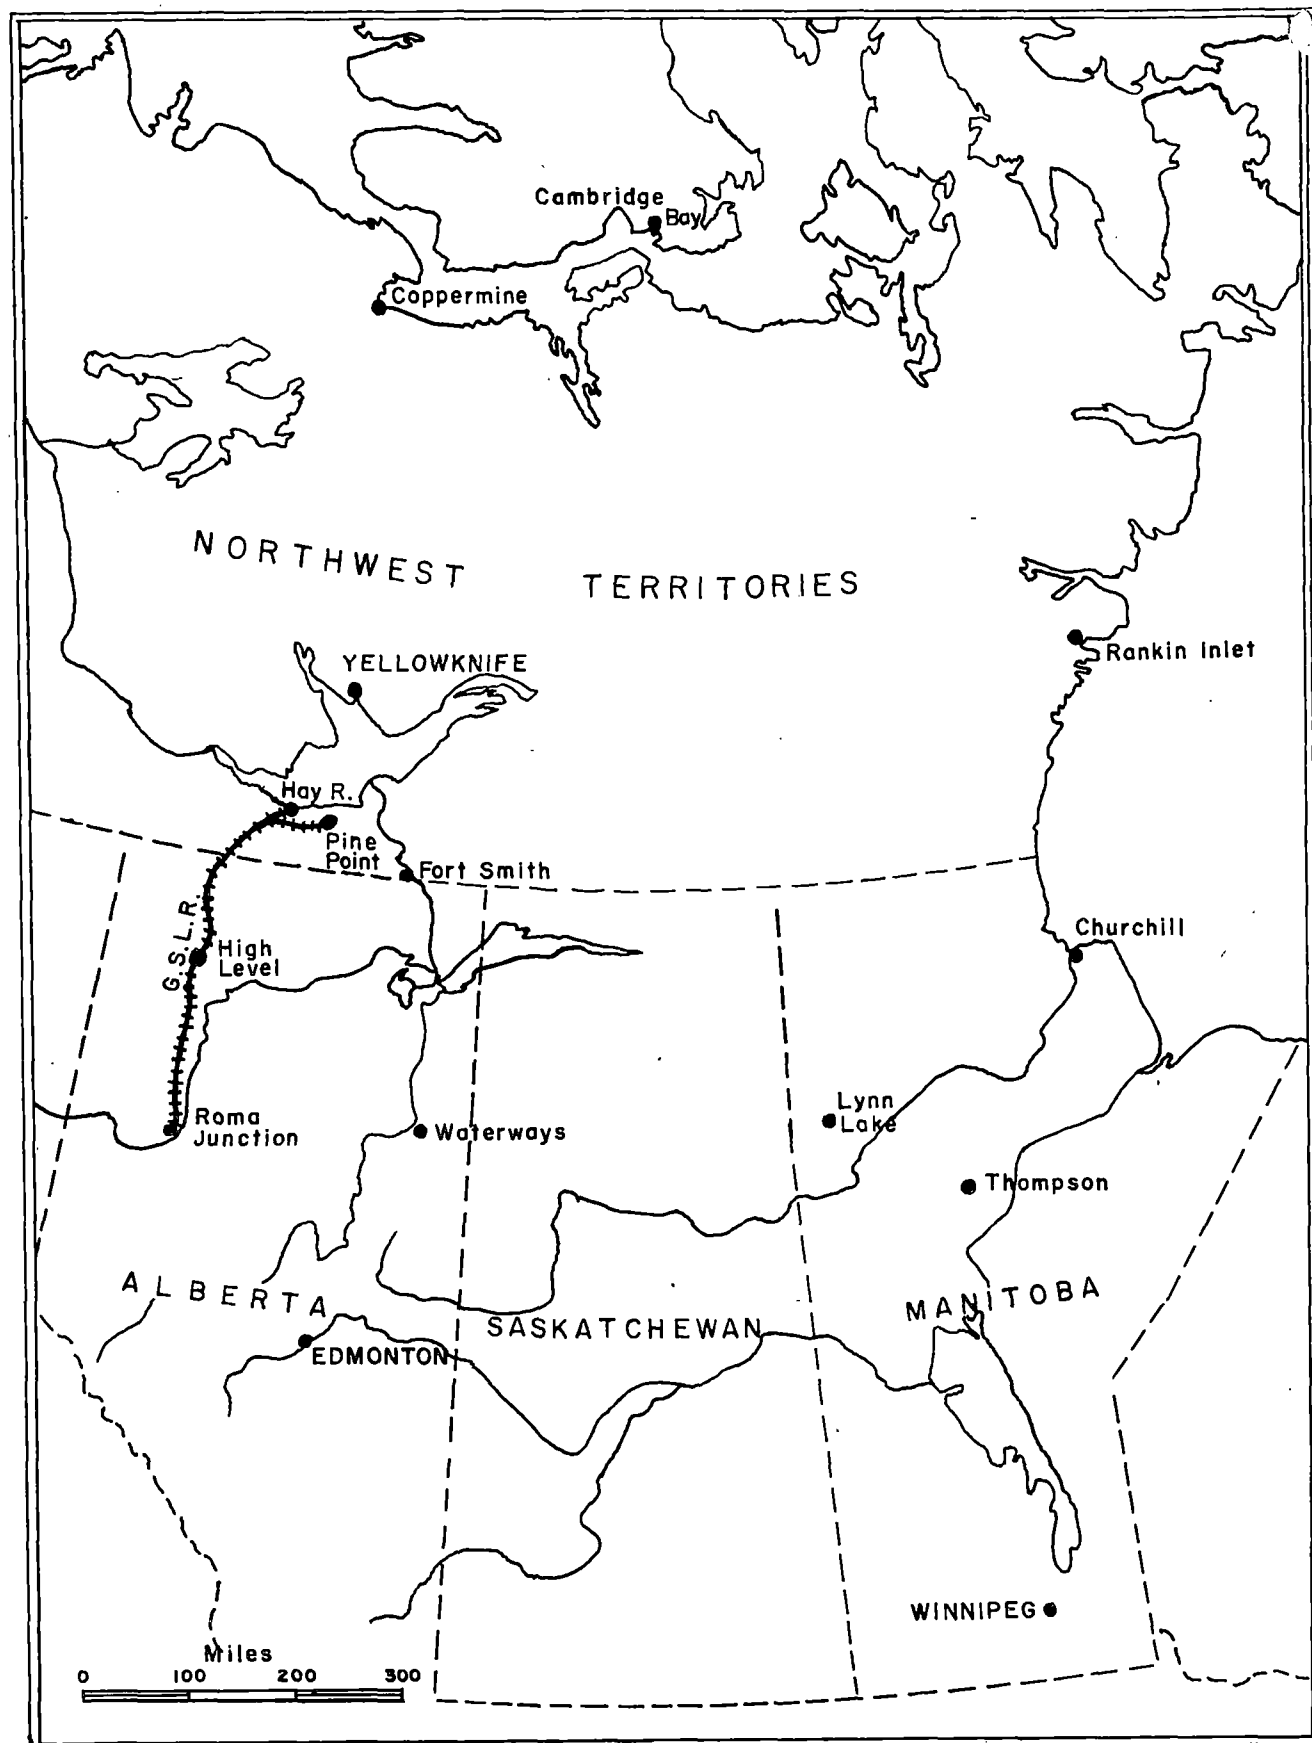 Cambridge
Bay
Coppermine
NORTHWEST TERRITORIES
YELLOWKNIFE
Rankin Inlet
Hay R.
Pine
Point
Fort Smith
G.S.L.R.
High
Level
Churchill
Roma
Junction
Waterways
Lynn
Lake
Thompson
ALBERTA
SASKATCHEWAN
MANITOBA
EDMONTON
WINNIPEG
Miles
0 100 200 300